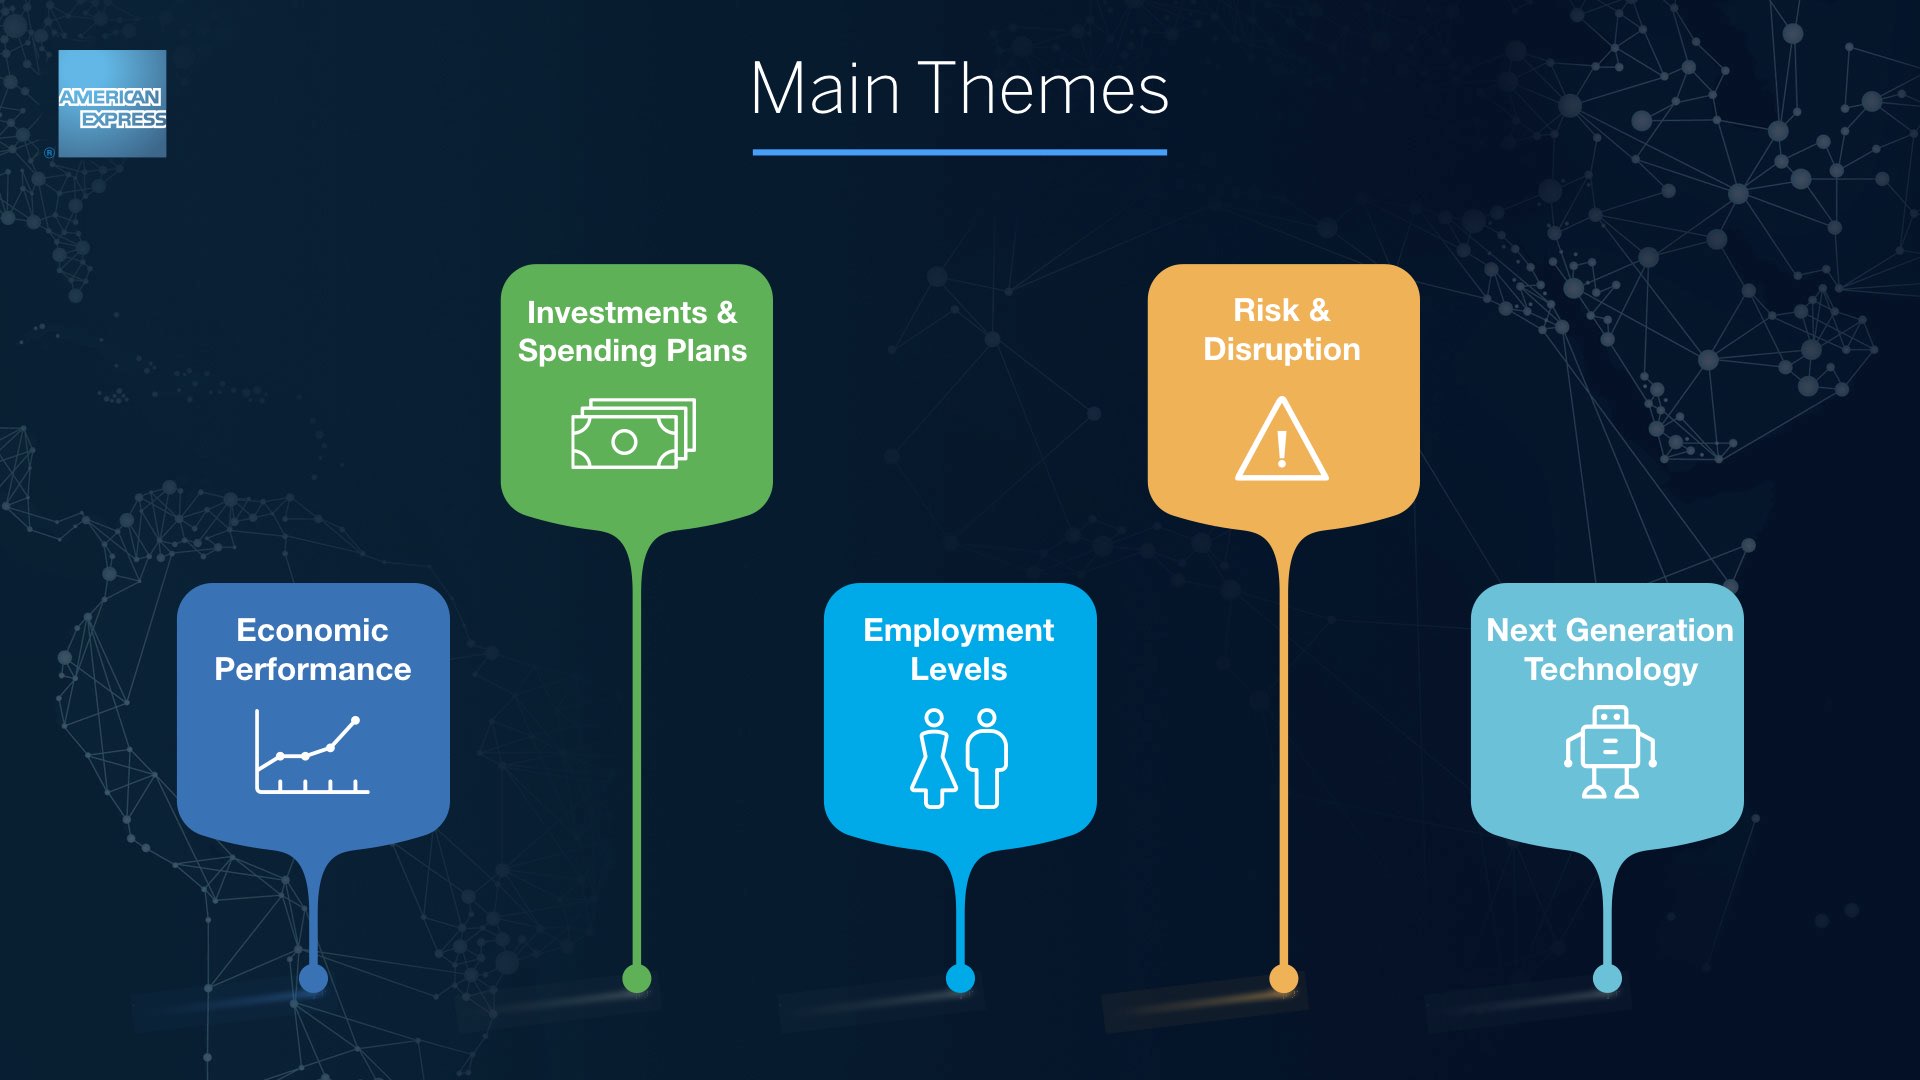 AMERICAN
EXPRESS
®
Main Themes
Investments &
Spending Plans
Risk &
Disruption
!
Economic
Performance
Employment
Levels
Next Generation
Technology